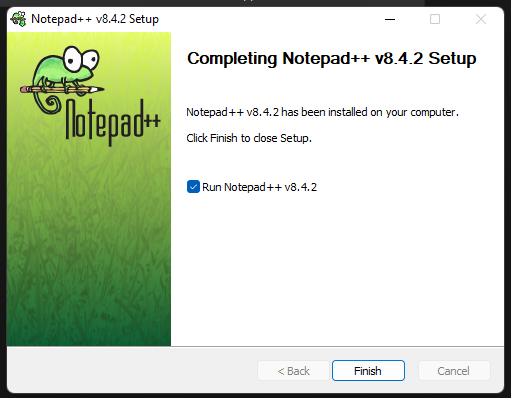 Notepad++ v8.4.2 Setup
Notepad++
Completing Notepad++ v8.4.2 Setup
Notepad++ v8.4.2 has been installed on your computer.
Click Finish to close Setup.
Run Notepad++ v8.4.2
< Back
Finish
Cancel